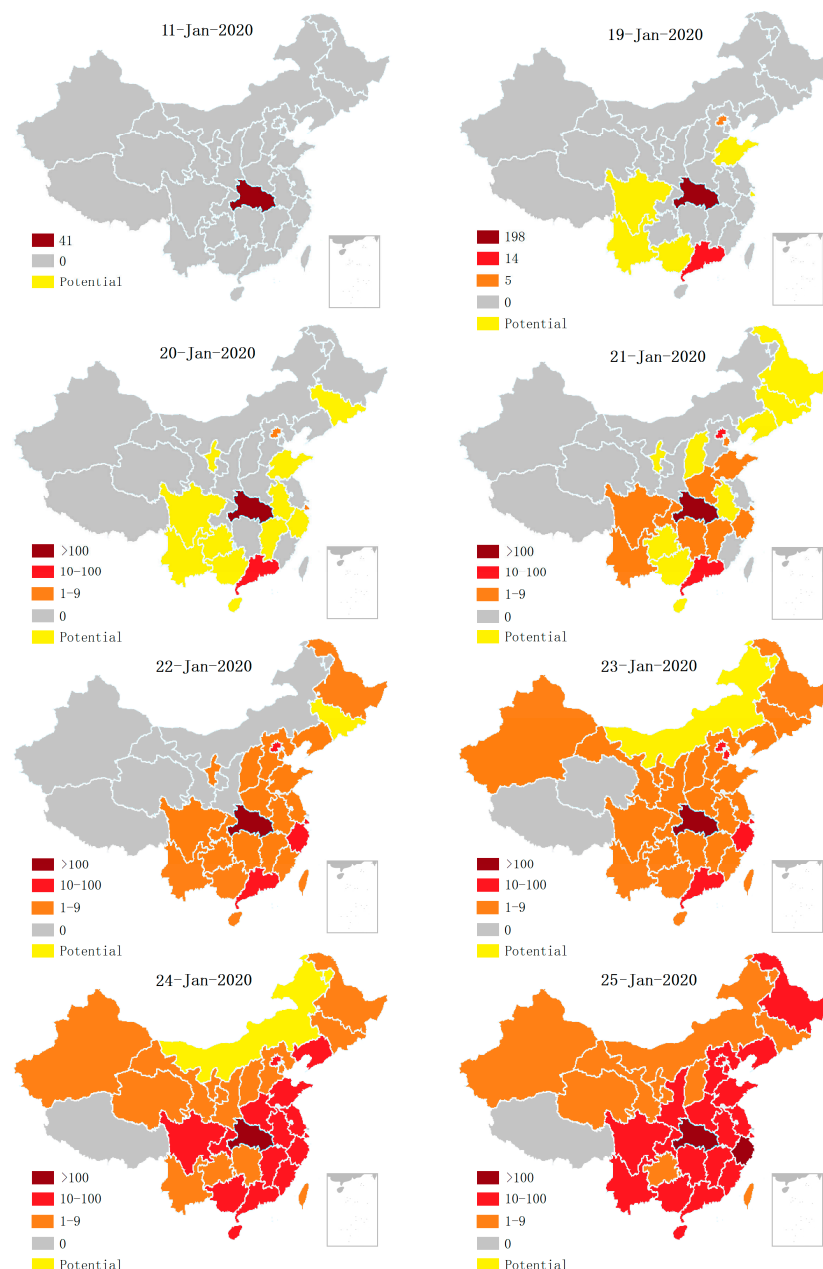 11-Jan-2020
41
0
Potential
19-Jan-2020
198
14
5
0
Potential
20-Jan-2020
>100
10-100
1-9
0
Potential
21-Jan-2020
>100
10-100
1-9
0
Potential
22-Jan-2020
>100
10-100
1-9
0
Potential
23-Jan-2020
>100
10-100
1-9
0
Potential
24-Jan-2020
>100
10-100
1-9
0
Potential
25-Jan-2020
>100
10-100
1-9
0
Potential